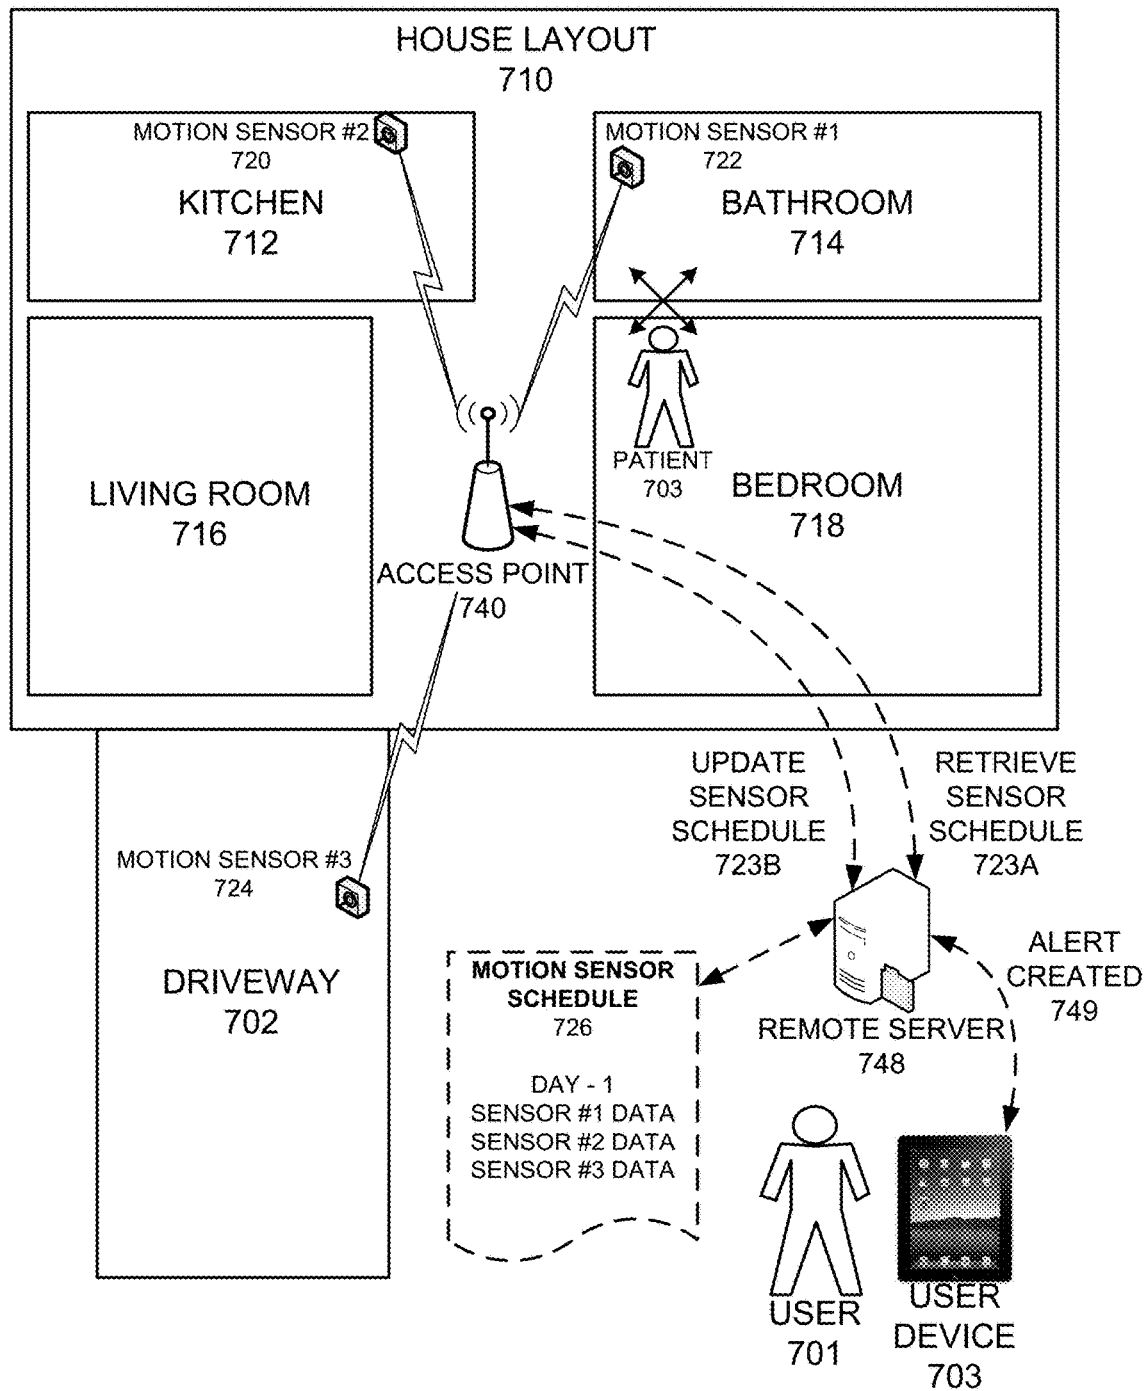 HOUSE LAYOUT
710
MOTION SENSOR #2
720
KITCHEN
712
MOTION SENSOR #1
722
BATHROOM
714
LIVING ROOM
716
PATIENT
703
BEDROOM
718
ACCESS POINT
740
UPDATE
SENSOR
SCHEDULE
723B
RETRIEVE
SENSOR
SCHEDULE
723A
MOTION SENSOR #3
724
DRIVEWAY
702
MOTION SENSOR
SCHEDULE
726
DAY - 1
SENSOR #1 DATA
SENSOR #2 DATA
SENSOR #3 DATA
REMOTE SERVER
748
ALERT
CREATED
749
USER
701
USER
DEVICE
703